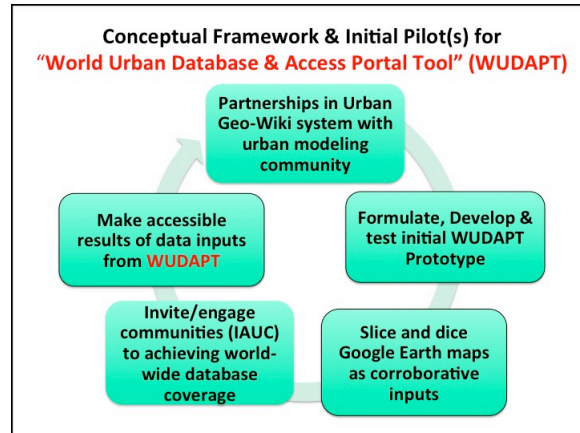 Conceptual Framework & Initial Pilot(s) for
“World Urban Database & Access Portal Tool” (WUDAPT)
Partnerships in Urban
Geo-Wiki system with
urban modeling
community
Formulate, Develop &
test initial WUDAPT
Prototype
Slice and dice
Google Earth maps
as corroborative
inputs
Invite/engage
communities (IAUC)
to achieving world-
wide database
coverage
Make accessible
results of data inputs
from WUDAPT